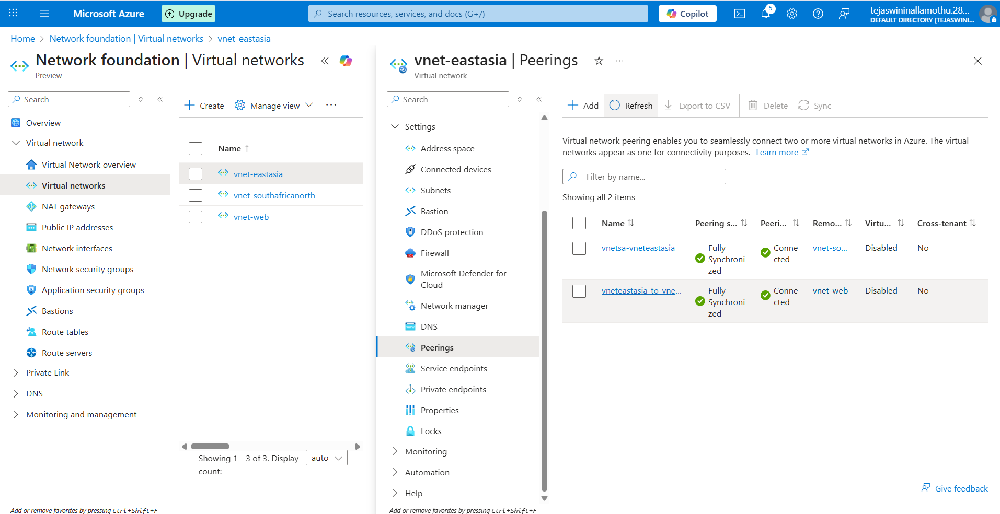 Microsoft Azure
Upgrade
Search resources, services, and docs (G+/)
Copilot
5
tejaswininallamothu.28...
DEFAULT DIRECTORY (TEJASWINI,...
Home > Network foundation | Virtual networks > vnet-eastasia
Network foundation | Virtual networks
Preview
Search
Overview
Virtual network
Virtual Network overview
Virtual networks
NAT gateways
Public IP addresses
Network interfaces
Network security groups
Application security groups
Bastions
Route tables
Route servers
Private Link
DNS
Monitoring and management
Add or remove favorites by pressing Ctrl+Shift+F
Create
Manage view
...
Name ↑
vnet-eastasia
vnet-southafricanorth
vnet-web
Showing 1 - 3 of 3. Display
count:
auto
vnet-eastasia | Peerings
...
Virtual network
Search
Settings
Address space
Connected devices
Subnets
Bastion
DDoS protection
Firewall
Microsoft Defender for
Cloud
Network manager
DNS
Peerings
Service endpoints
Private endpoints
Properties
Locks
Monitoring
Automation
Help
Add or remove favorites by pressing Ctrl+Shift+F
Add
Refresh
Export to CSV
Delete
Sync
Virtual network peering enables you to seamlessly connect two or more virtual networks in Azure. The virtual
networks appear as one for connectivity purposes. Learn more
Filter by name...
Showing all 2 items
Name ↑↓ Peering s... ↑↓ Peeri... ↑↓ Remo... ↑↓ Virtu... ↑↓ Cross-tenant ↑↓
vnetsa-vneteastasia
Fully
Synchroni
zed
Conne
cted
vnet-so...
Disabled
No
vneteastasia-to-vne...
Fully
Synchroni
zed
Conne
cted
vnet-web
Disabled
No
Give feedback